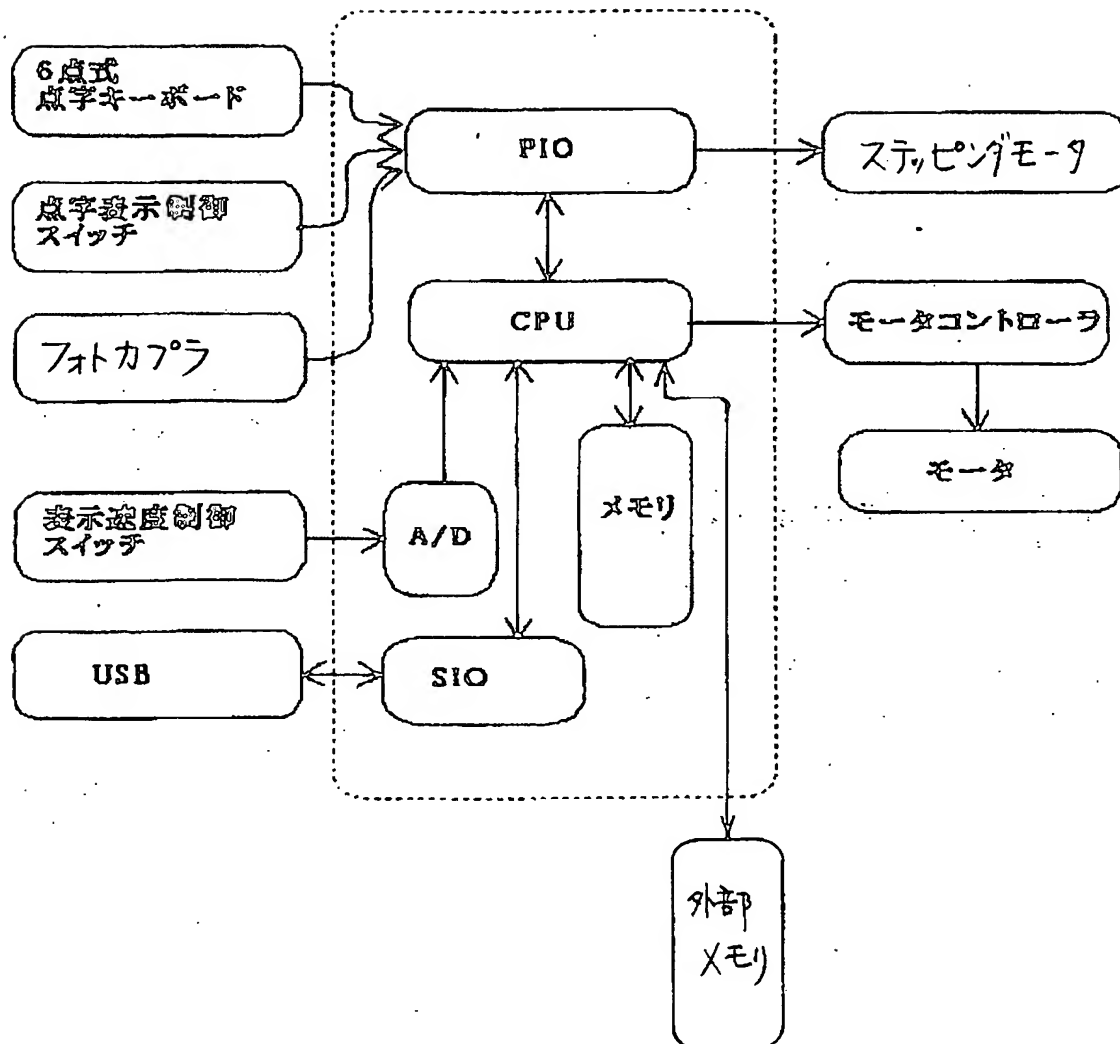 6点式
点字キーボード
PIO
ステッピングモータ
点字表示制御
スイッチ
CPU
モータコントローラ
フォトカプラ
モータ
メモリ
表示速度制御
スイッチ
A/D
USB
SIO
外部
メモリ